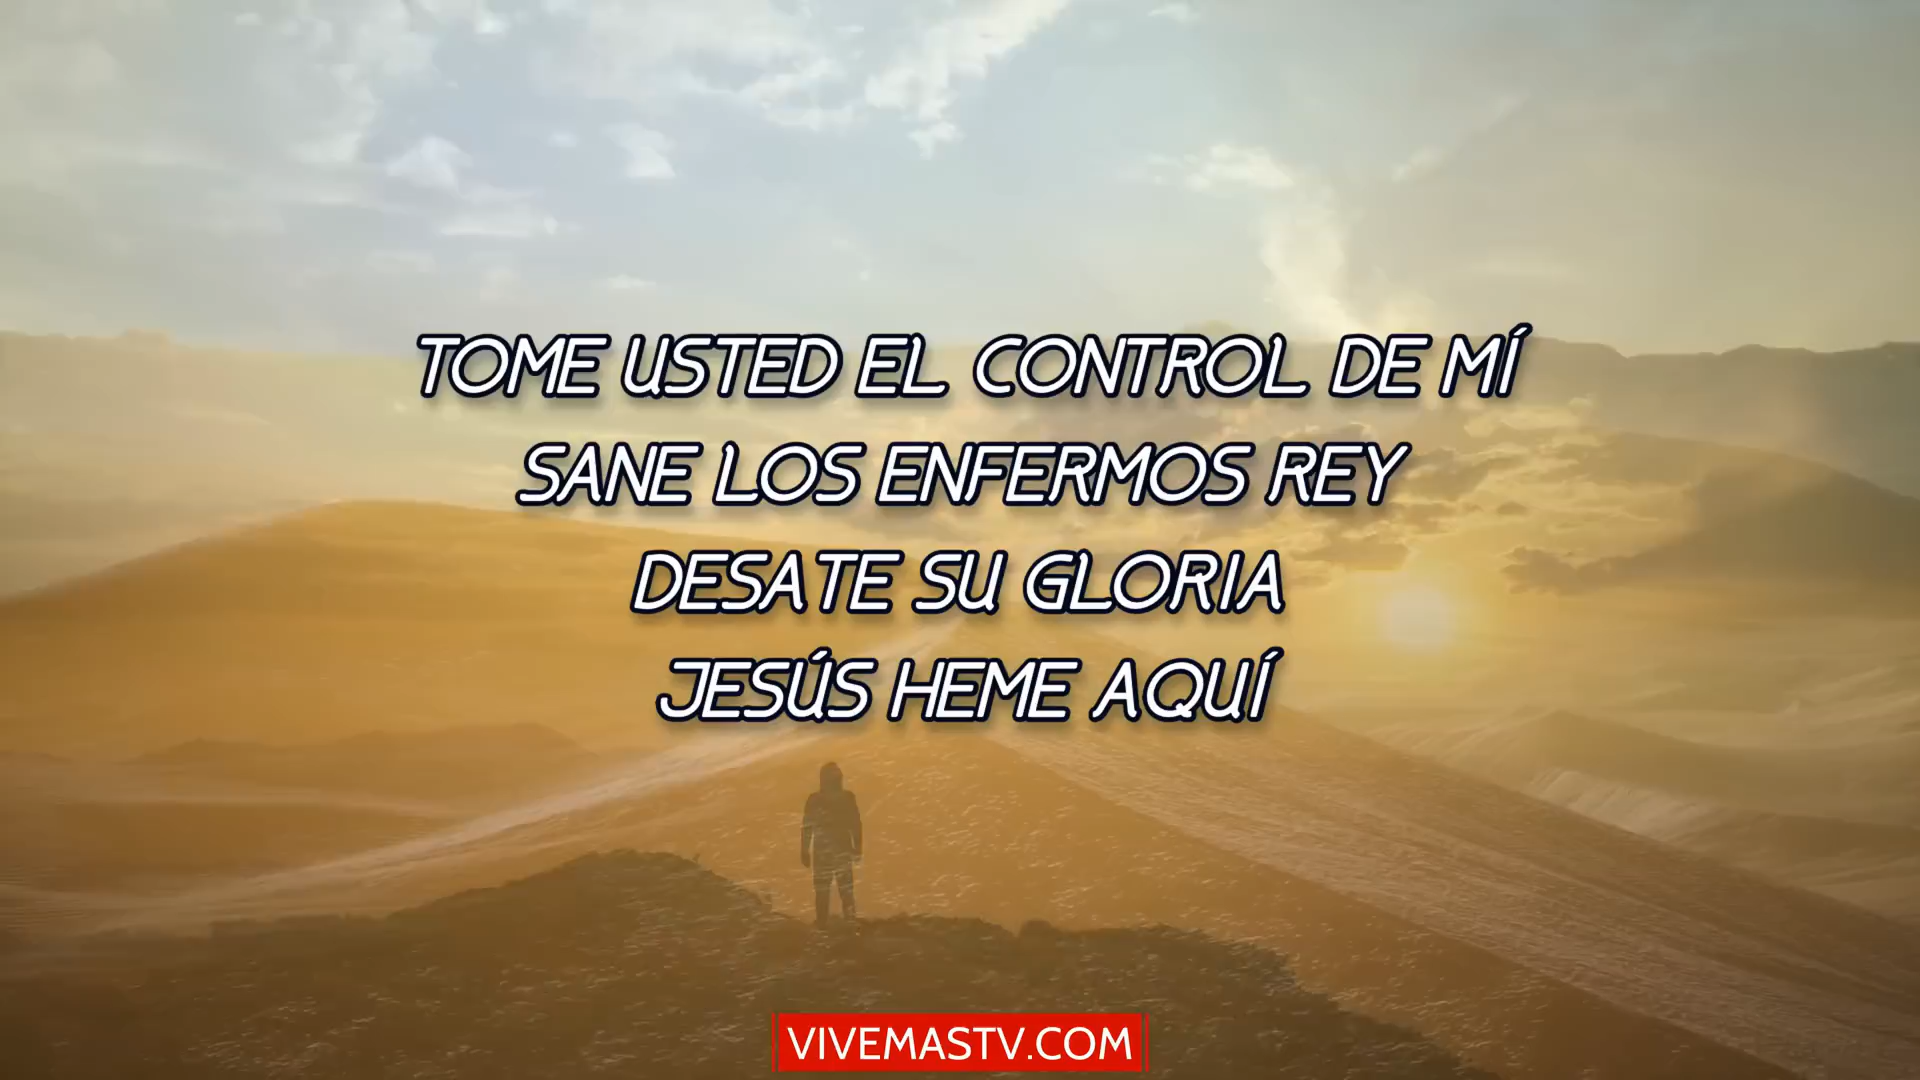 TOME USTED EL CONTROL DE MÍ
SANE LOS ENFERMOS REY
DESATE SU GLORIA
JESÚS HEME AQUÍ
VIVEMASTV.COM